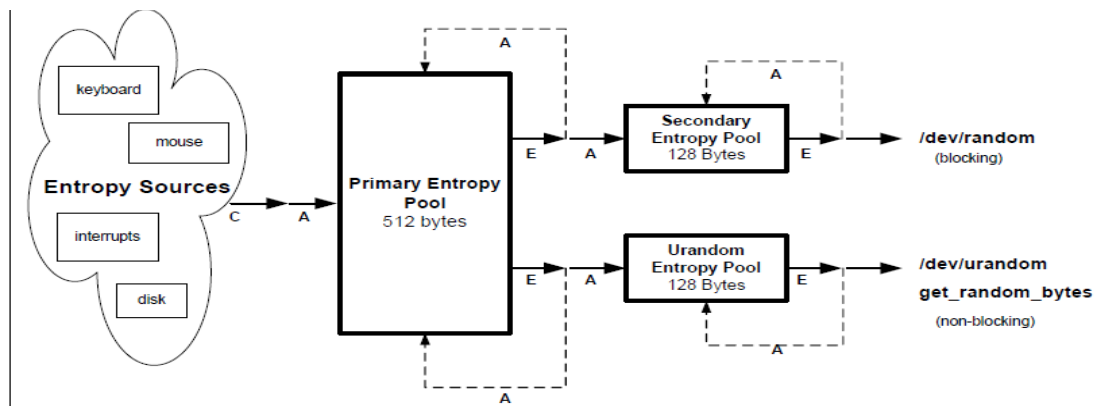 keyboard
mouse
Entropy Sources
interrupts
disk
C
A
Primary Entropy
Pool
512 bytes
A
E
A
Secondary
Entropy Pool
128 Bytes
A
E
/dev/random
(blocking)
E
A
A
Urandom
Entropy Pool
128 Bytes
E
A
/dev/urandom
get_random_bytes
(non-blocking)